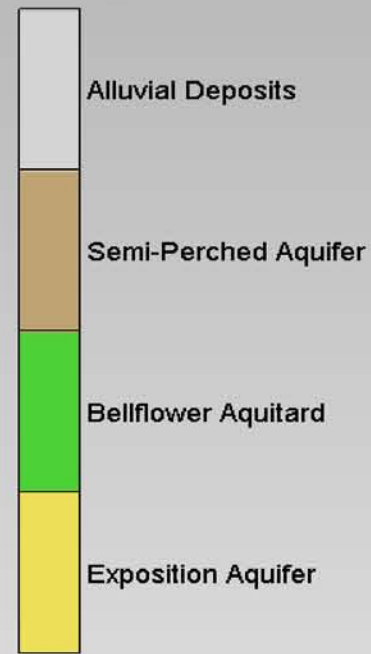 Alluvial Deposits
Semi-Perched Aquifer
Bellflower Aquitard
Exposition Aquifer